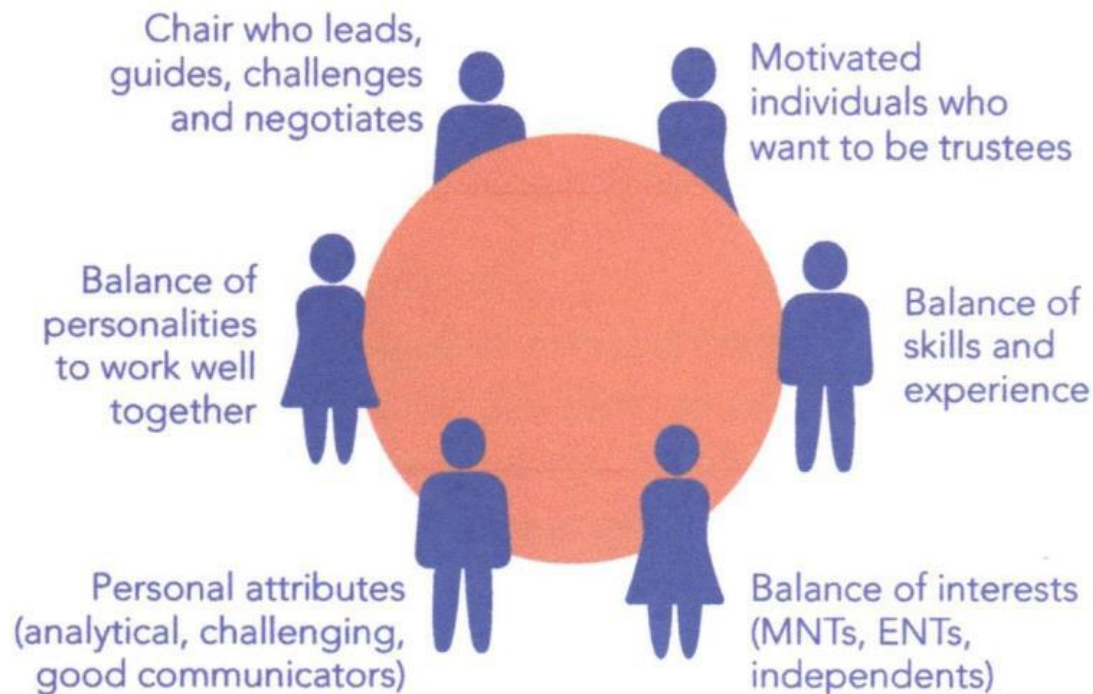 Chair who leads,
guides, challenges
and negotiates
Motivated
individuals who
want to be trustees
Balance of
personalities
to work well
together
Balance of
skills and
experience
Personal attributes
(analytical, challenging,
good communicators)
Balance of interests
(MNTs, ENTs,
independents)